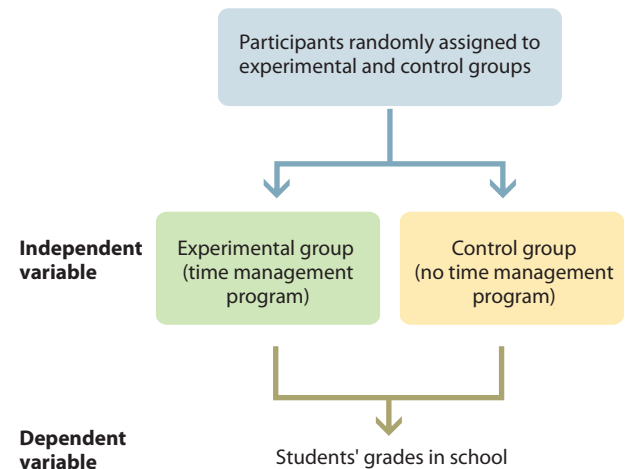 Participants randomly assigned to
experimental and control groups
Independent
variable
Experimental group
(time management
program)
Control group
(no time management
program)
Dependent
variable
Students' grades in school